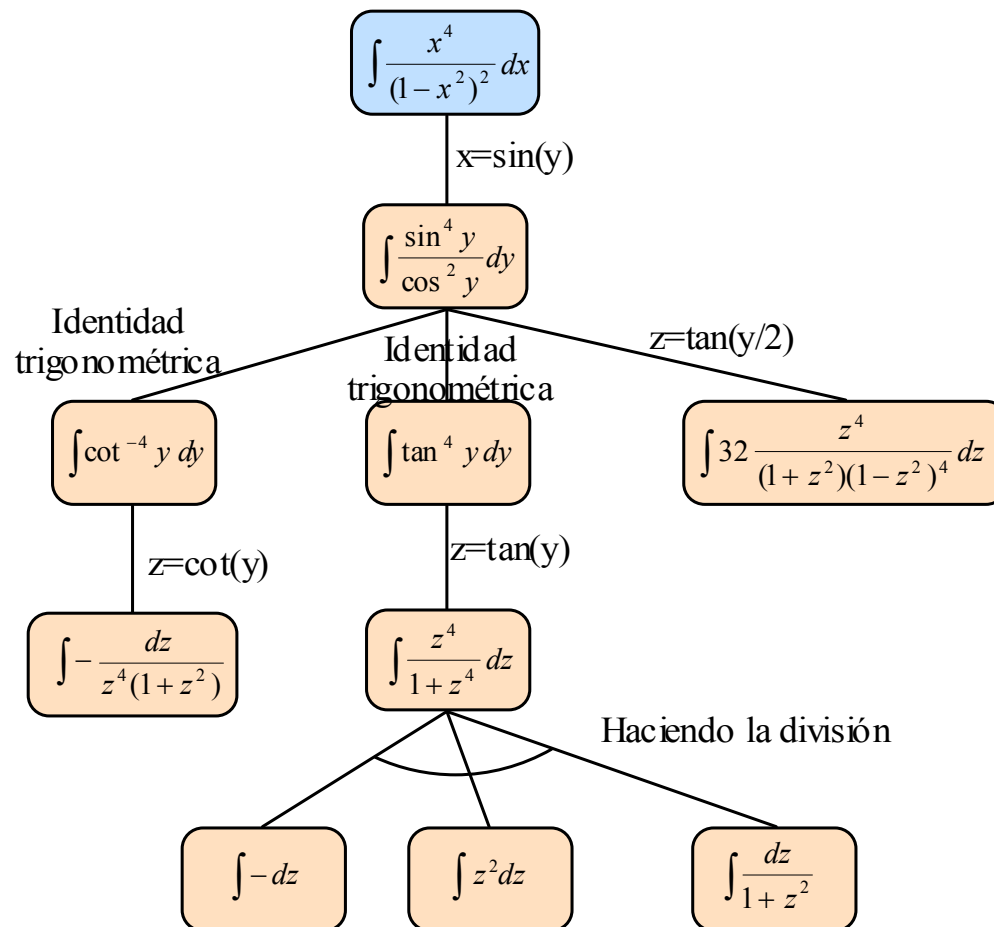 ∫ x⁴/(1−x²)² dx
x=sin(y)
∫ sin⁴ y/cos² y dy
Identidad
trigonométrica
Identidad
trigonométrica
z=tan(y/2)
∫cot⁻⁴ y dy
∫tan⁴ y dy
∫32 z⁴/((1+z²)(1−z²)⁴) dz
z=cot(y)
z=tan(y)
∫− dz/(z⁴(1+z²))
∫ z⁴/(1+z⁴) dz
Haciendo la división
∫−dz
∫z²dz
∫ dz/(1+z²)